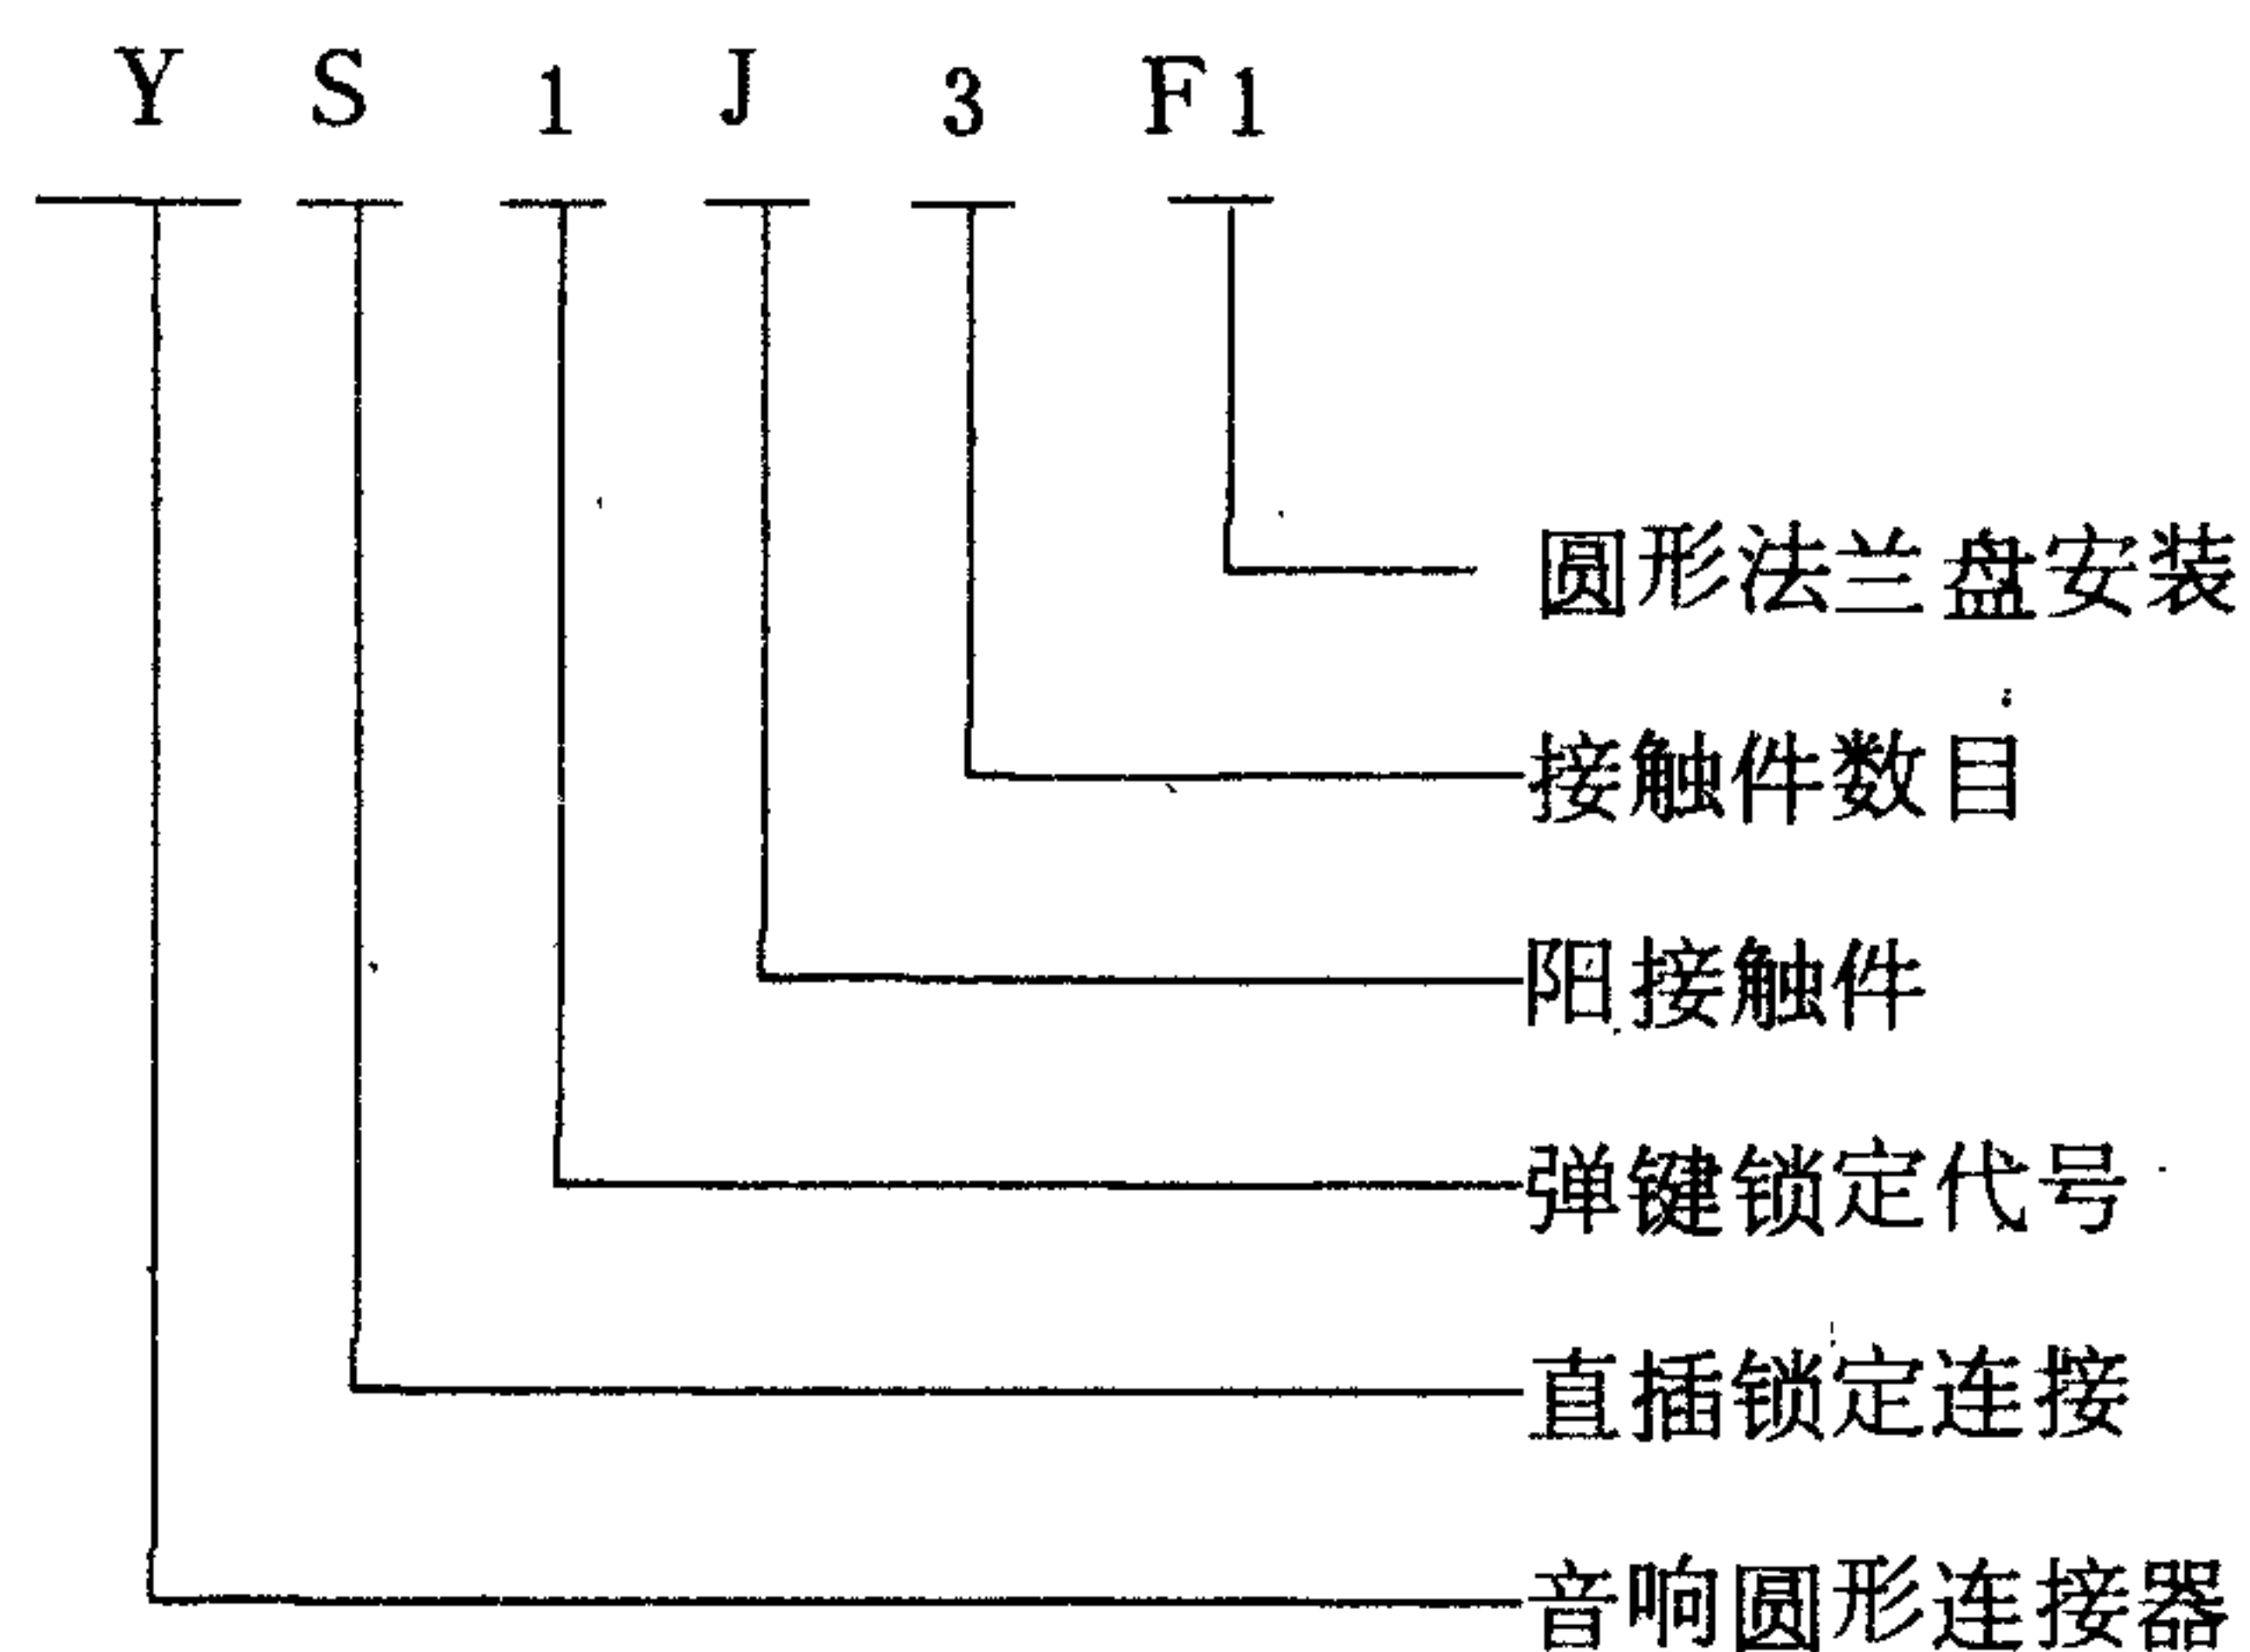 Y S 1 J 3 F1
圆形法兰盘安装
接触件数目
阳接触件
弹键锁定代号
直插锁定连接
音响圆形连接器